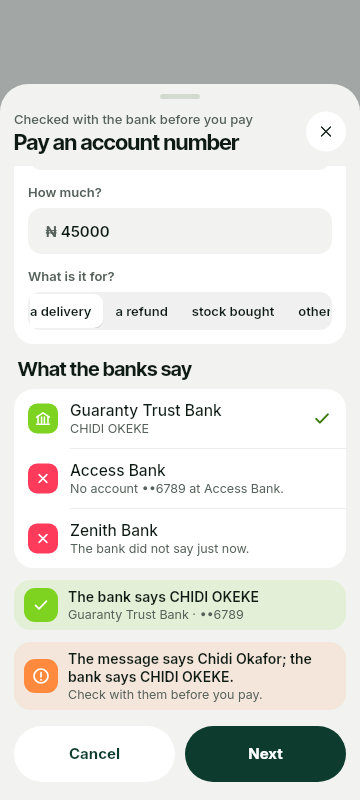 Checked with the bank before you pay
Pay an account number
How much?
₦ 45000
What is it for?
a delivery a refund stock bought other
What the banks say
Guaranty Trust Bank
CHIDI OKEKE
Access Bank
No account ••6789 at Access Bank.
Zenith Bank
The bank did not say just now.
The bank says CHIDI OKEKE
Guaranty Trust Bank · ••6789
The message says Chidi Okafor; the
bank says CHIDI OKEKE.
Check with them before you pay.
Cancel Next